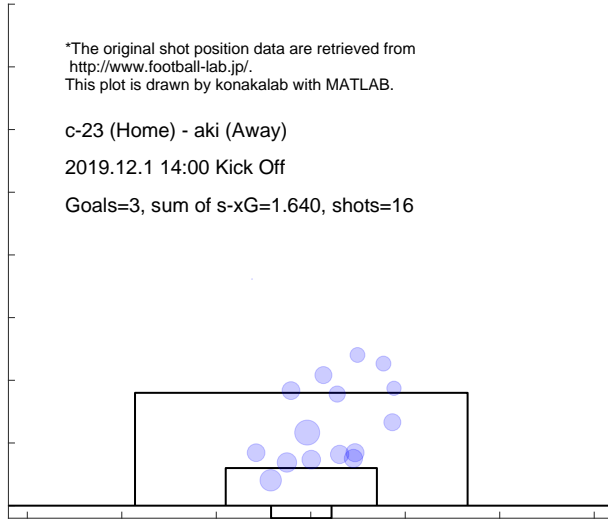 *The original shot position data are retrieved from
http://www.football-lab.jp/.
This plot is drawn by konakalab with MATLAB.
c-23 (Home) - aki (Away)
2019.12.1 14:00 Kick Off
Goals=3, sum of s-xG=1.640, shots=16